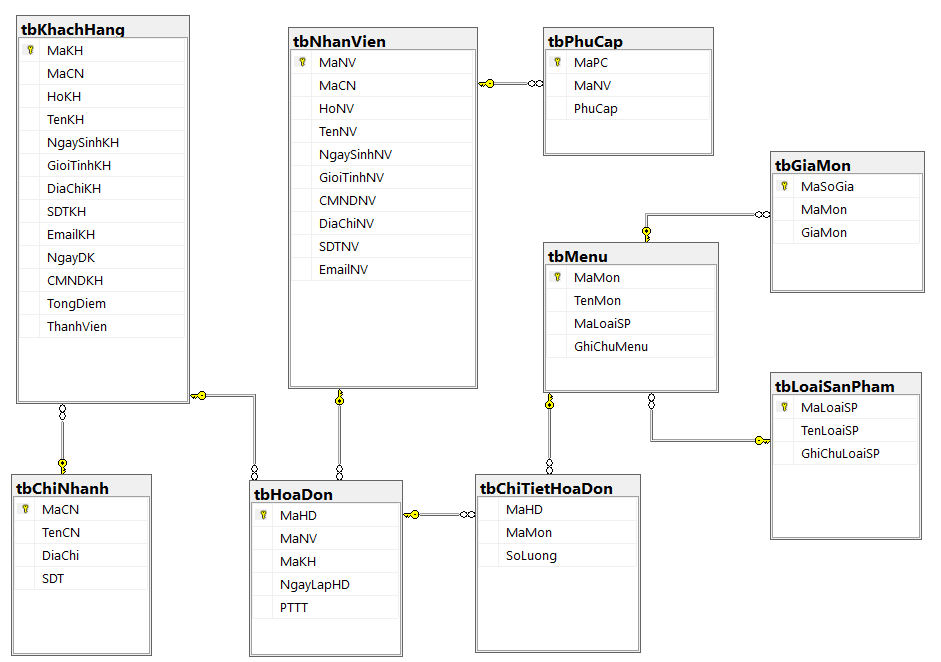 tbKhachHang
MaKH
MaCN
HoKH
TenKH
NgaySinhKH
GioiTinhKH
DiaChiKH
SDTKH
EmailKH
NgayDK
CMNDKH
TongDiem
ThanhVien
tbNhanVien
MaNV
MaCN
HoNV
TenNV
NgaySinhNV
GioiTinhNV
CMNDNV
DiaChiNV
SDTNV
EmailNV
tbPhuCap
MaPC
MaNV
PhuCap
tbGiaMon
MaSoGia
MaMon
GiaMon
tbMenu
MaMon
TenMon
MaLoaiSP
GhiChuMenu
tbLoaiSanPham
MaLoaiSP
TenLoaiSP
GhiChuLoaiSP
tbChiNhanh
MaCN
TenCN
DiaChi
SDT
tbHoaDon
MaHD
MaNV
MaKH
NgayLapHD
PTTT
tbChiTietHoaDon
MaHD
MaMon
SoLuong